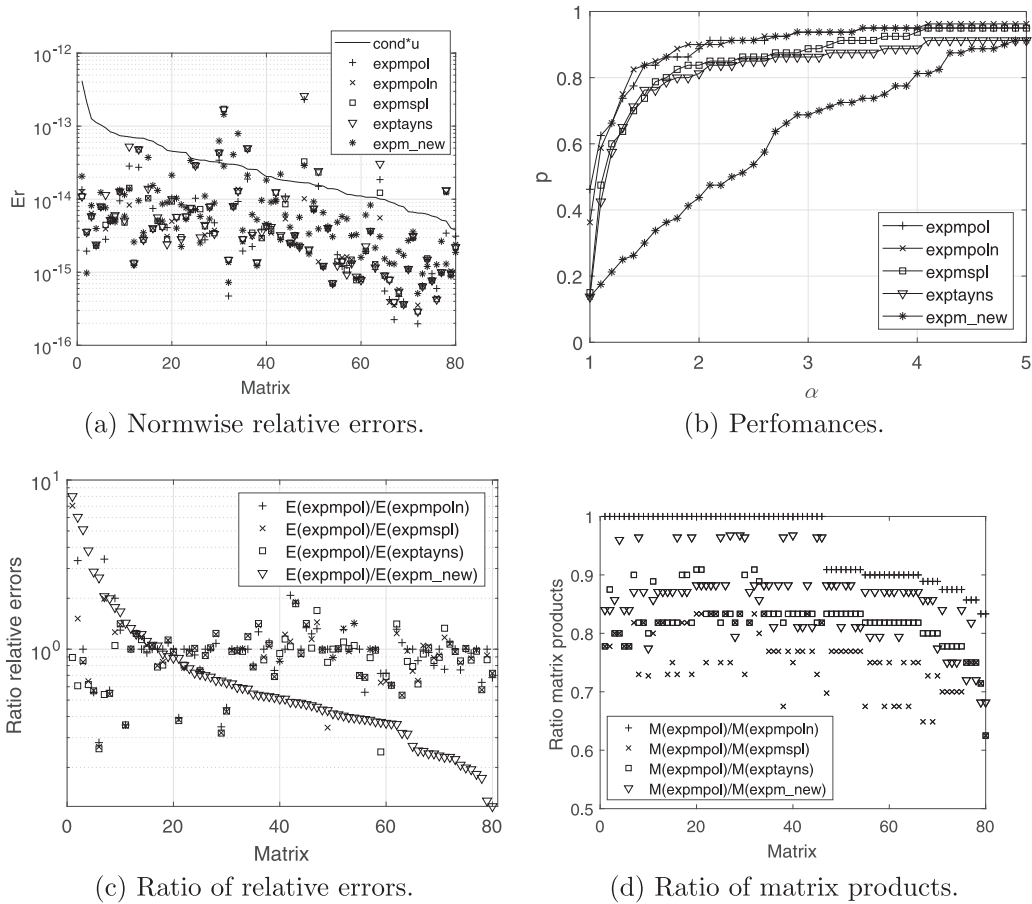 10^-12
10^-13
10^-14
10^-15
10^-16
Er
0 20 40 60 80
Matrix
cond*u
expmpol
expmpoln
expmspl
exptayns
expm_new
(a) Normwise relative errors.
1
0.8
0.6
0.4
0.2
0
p
1 2 3 4 5
α
expmpol
expmpoln
expmspl
exptayns
expm_new
(b) Perfomances.
10^1
10^0
Ratio relative errors
0 20 40 60 80
Matrix
E(expmpol)/E(expmpoln)
E(expmpol)/E(expmspl)
E(expmpol)/E(exptayns)
E(expmpol)/E(expm_new)
(c) Ratio of relative errors.
1
0.9
0.8
0.7
0.6
0.5
Ratio matrix products
0 20 40 60 80
Matrix
M(expmpol)/M(expmpoln)
M(expmpol)/M(expmspl)
M(expmpol)/M(exptayns)
M(expmpol)/M(expm_new)
(d) Ratio of matrix products.